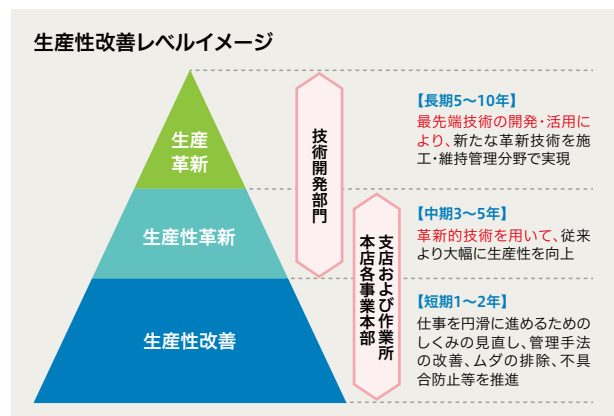 生産性改善レベルイメージ
生産
革新
生産性革新
生産性改善
技術開発部門
支店および作業所
本店各事業本部
【長期5～10年】
最先端技術の開発・活用に
より、新たな革新技術を施
工・維持管理分野で実現
【中期3～5年】
革新的技術を用いて、従来
より大幅に生産性を向上
【短期1～2年】
仕事を円滑に進めるための
しくみの見直し、管理手法
の改善、ムダの排除、不具
合防止等を推進